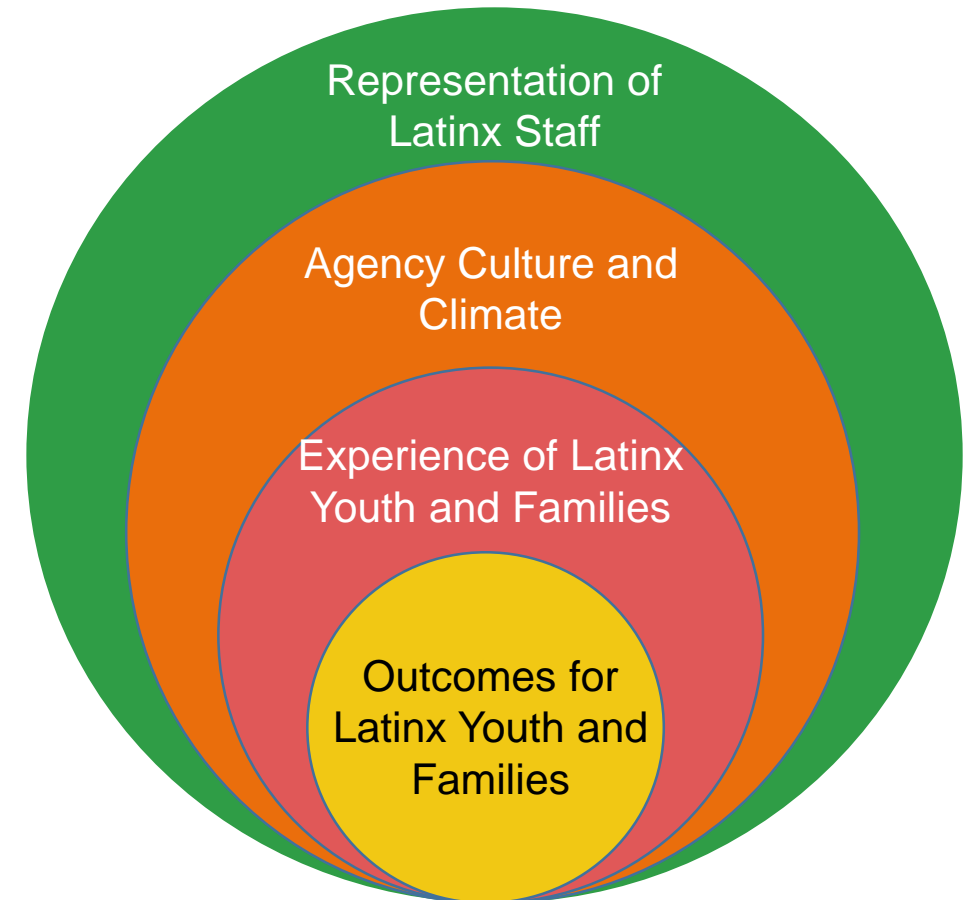 Representation of
Latinx Staff
Agency Culture and
Climate
Experience of Latinx
Youth and Families
Outcomes for
Latinx Youth and
Families